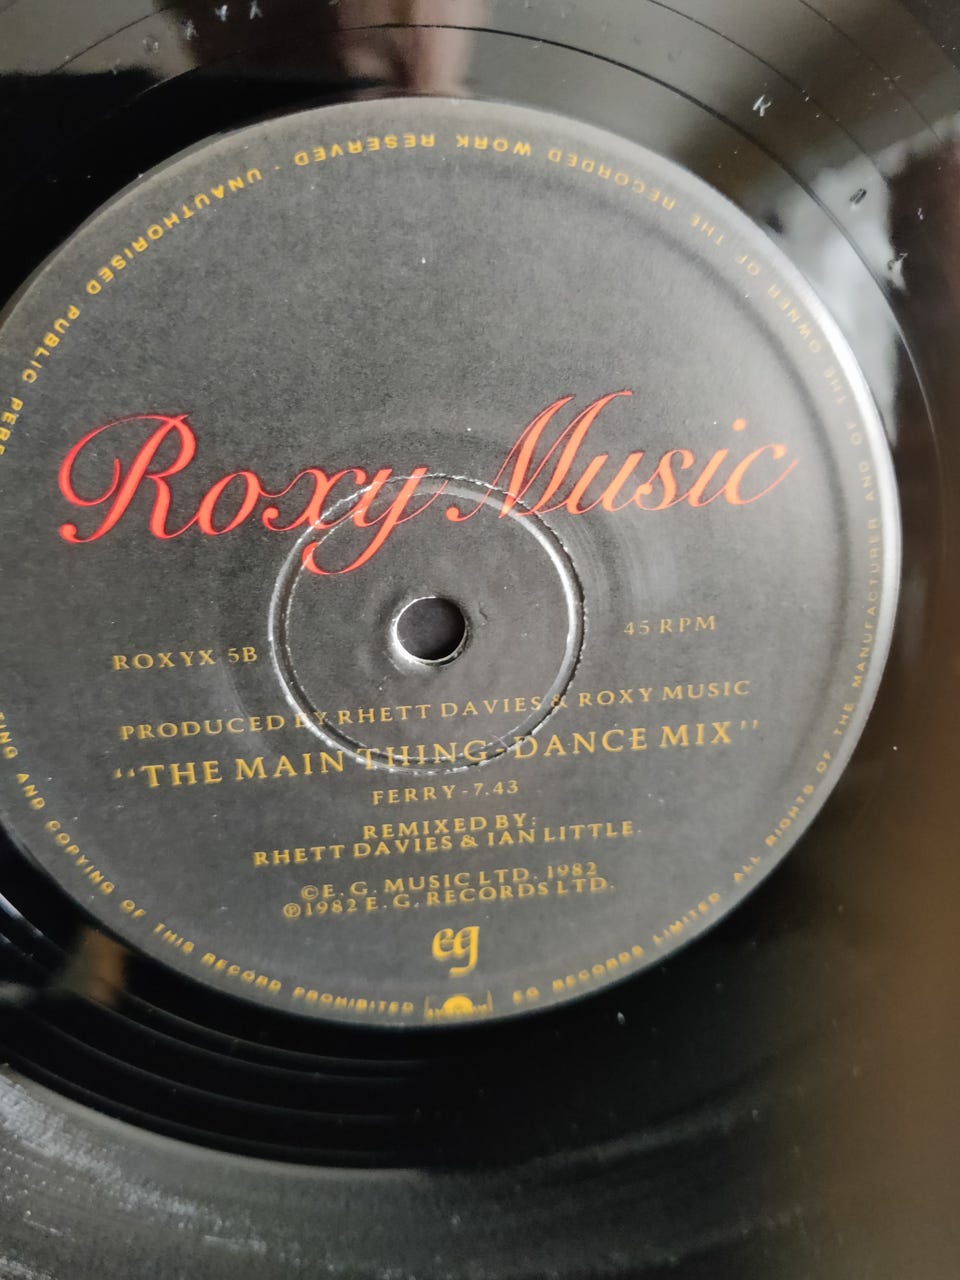 Roxy Music
ROXYX 5B
45 RPM
PRODUCED BY RHETT DAVIES & ROXY MUSIC
“THE MAIN THING-DANCE MIX”
FERRY-7.43
REMIXED BY:
RHETT DAVIES & IAN LITTLE.
© E. G. MUSIC LTD. 1982
℗ 1982 E. G. RECORDS LTD.
eg
EG RECORDS LIMITED ALL RIGHTS OF THE MANUFACTURER AND OF THE OWNER OF THE RECORDED WORK RESERVED · UNAUTHORISED PUBLIC PERF
ING AND COPYING OF THIS RECORD PROHIBITED